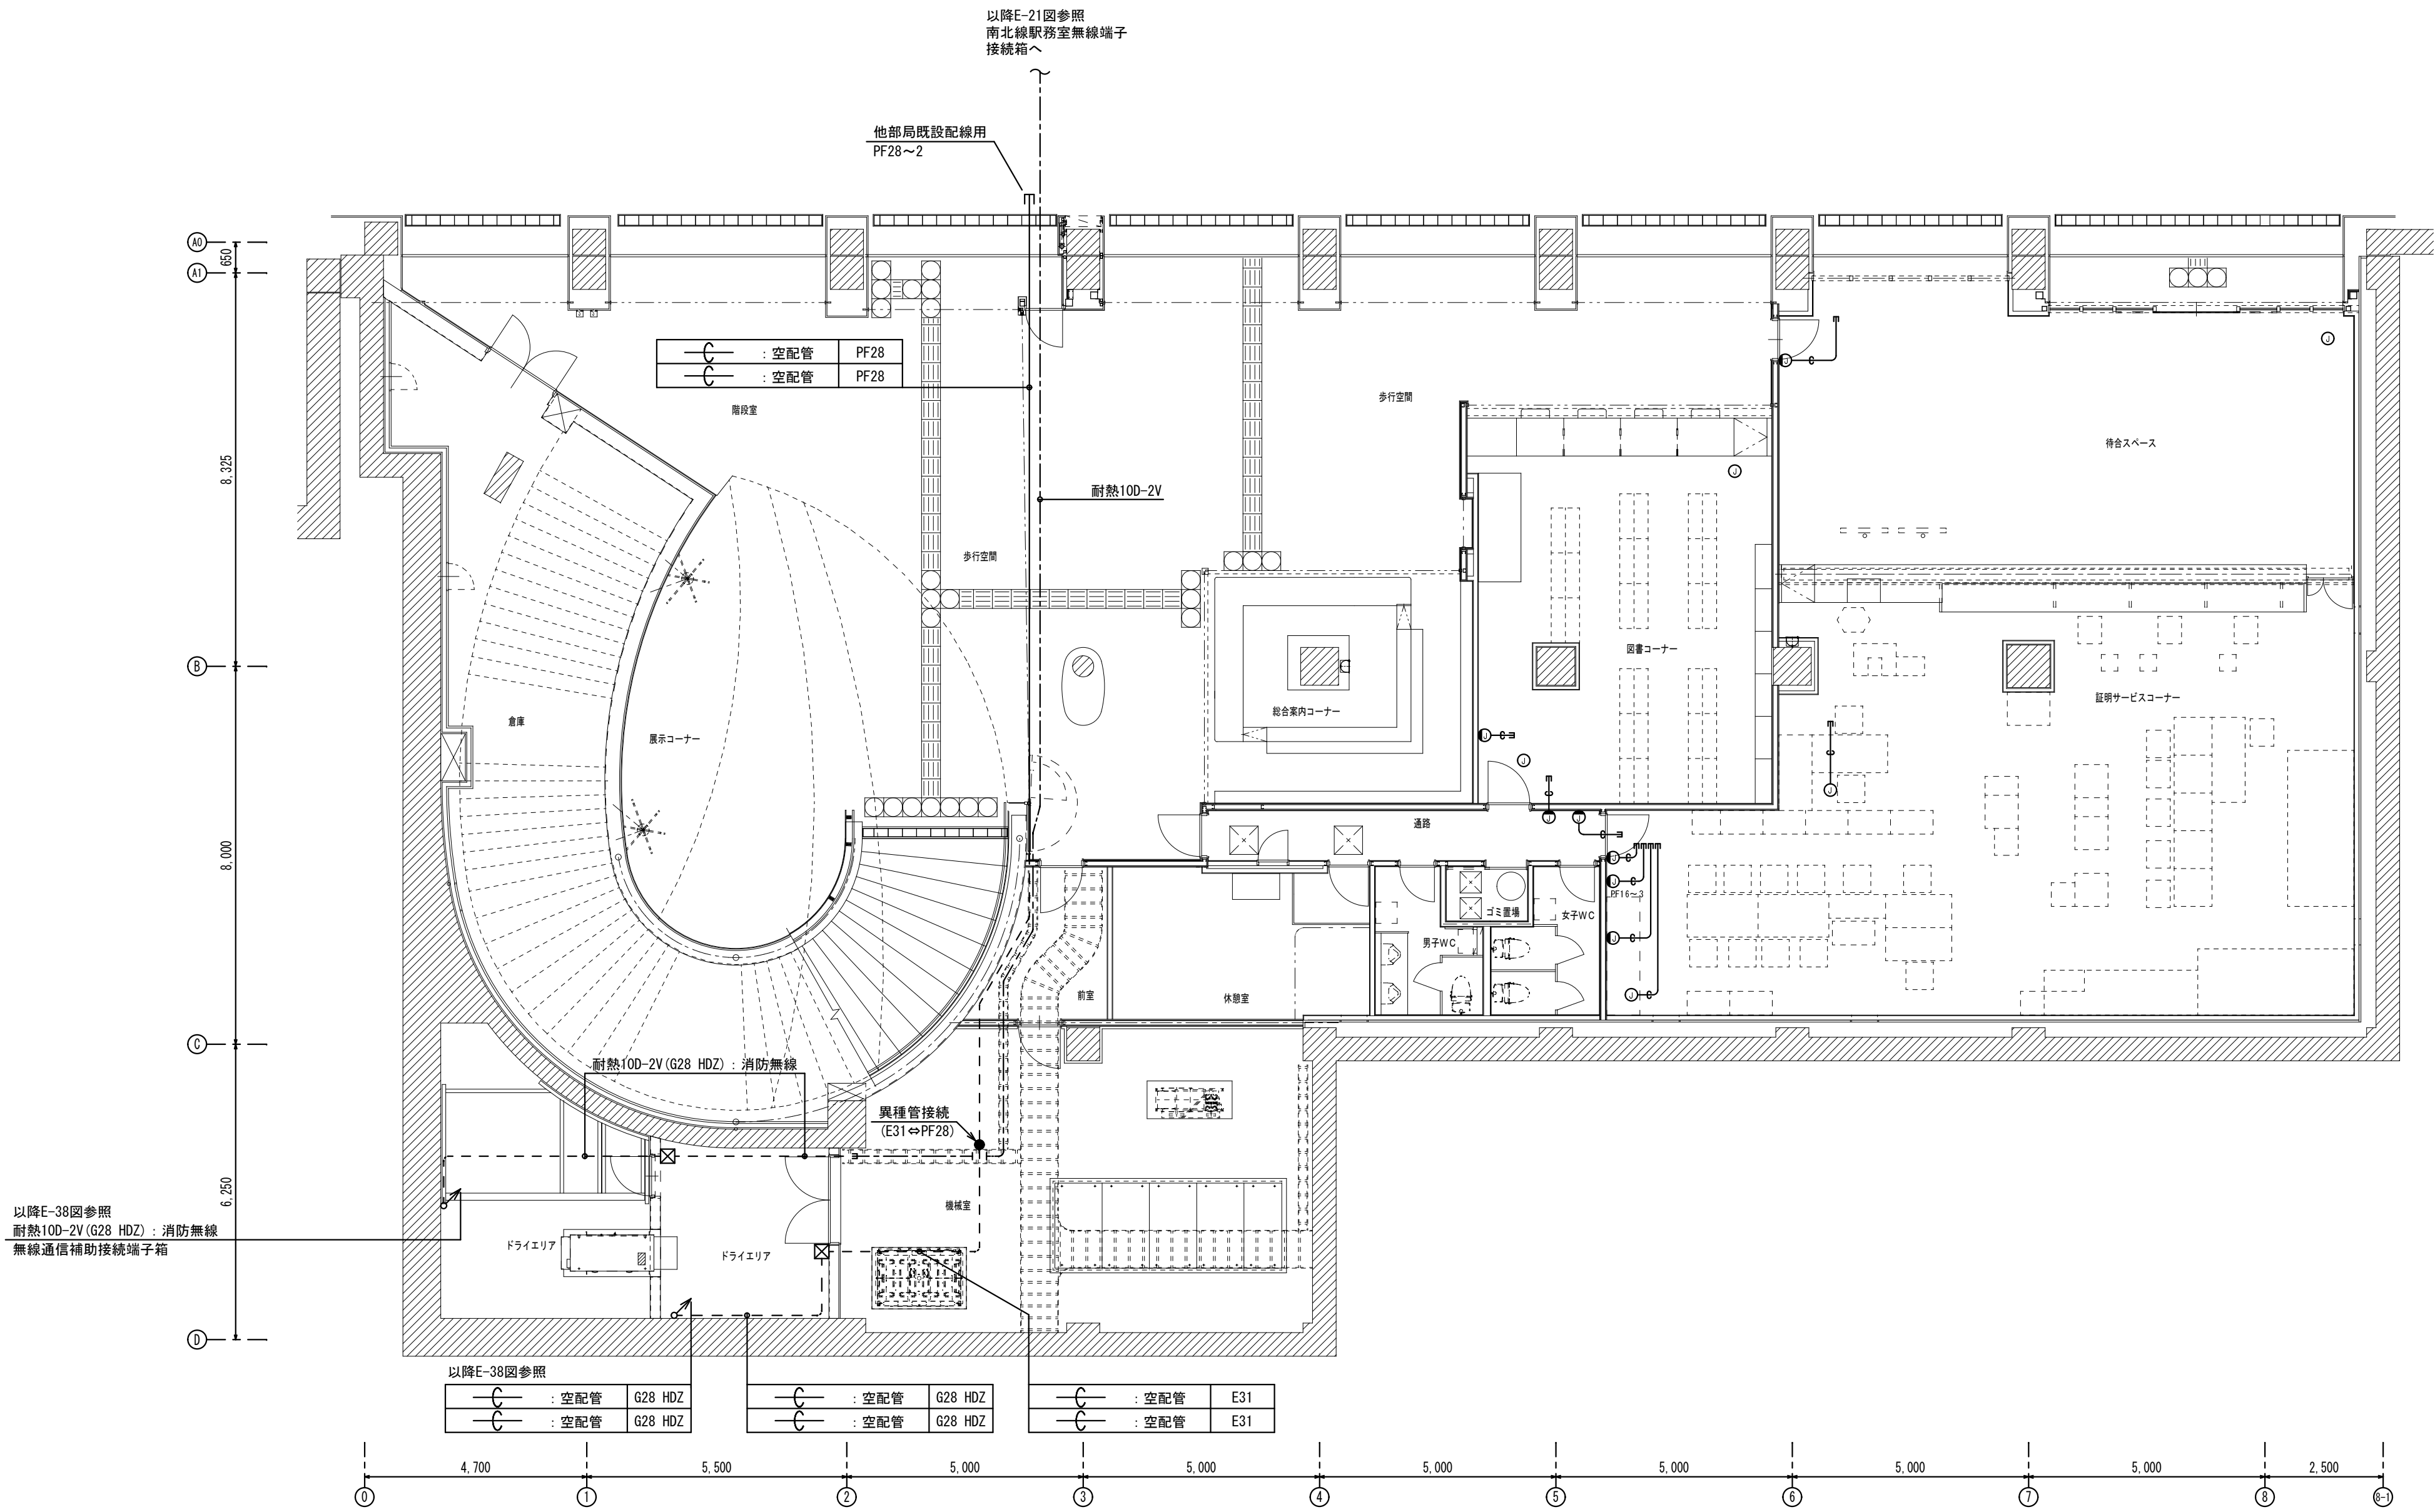 以降E-21図参照
南北線駅務室無線端子
接続箱へ
他部局既設配線用
PF28～2
A0
650
A1
：空配管 PF28
：空配管 PF28
階段室
歩行空間
待合スペース
8,325
耐熱10D-2V
歩行空間
図書コーナー
B
証明サービスコーナー
総合案内コーナー
倉庫
展示コーナー
通路
8,000
PF16～3
ゴミ置場
女子WC
男子WC
前室
休憩室
C
耐熱10D-2V(G28 HDZ)：消防無線
異種管接続
(E31⇔PF28)
6,250
機械室
以降E-38図参照
耐熱10D-2V(G28 HDZ)：消防無線
無線通信補助接続端子箱
ドライエリア
ドライエリア
D
以降E-38図参照
：空配管 G28 HDZ
：空配管 G28 HDZ
：空配管 G28 HDZ
：空配管 G28 HDZ
：空配管 E31
：空配管 E31
4,700 5,500 5,000 5,000 5,000 5,000 5,000 5,000 2,500
0 1 2 3 4 5 6 7 8 8-1